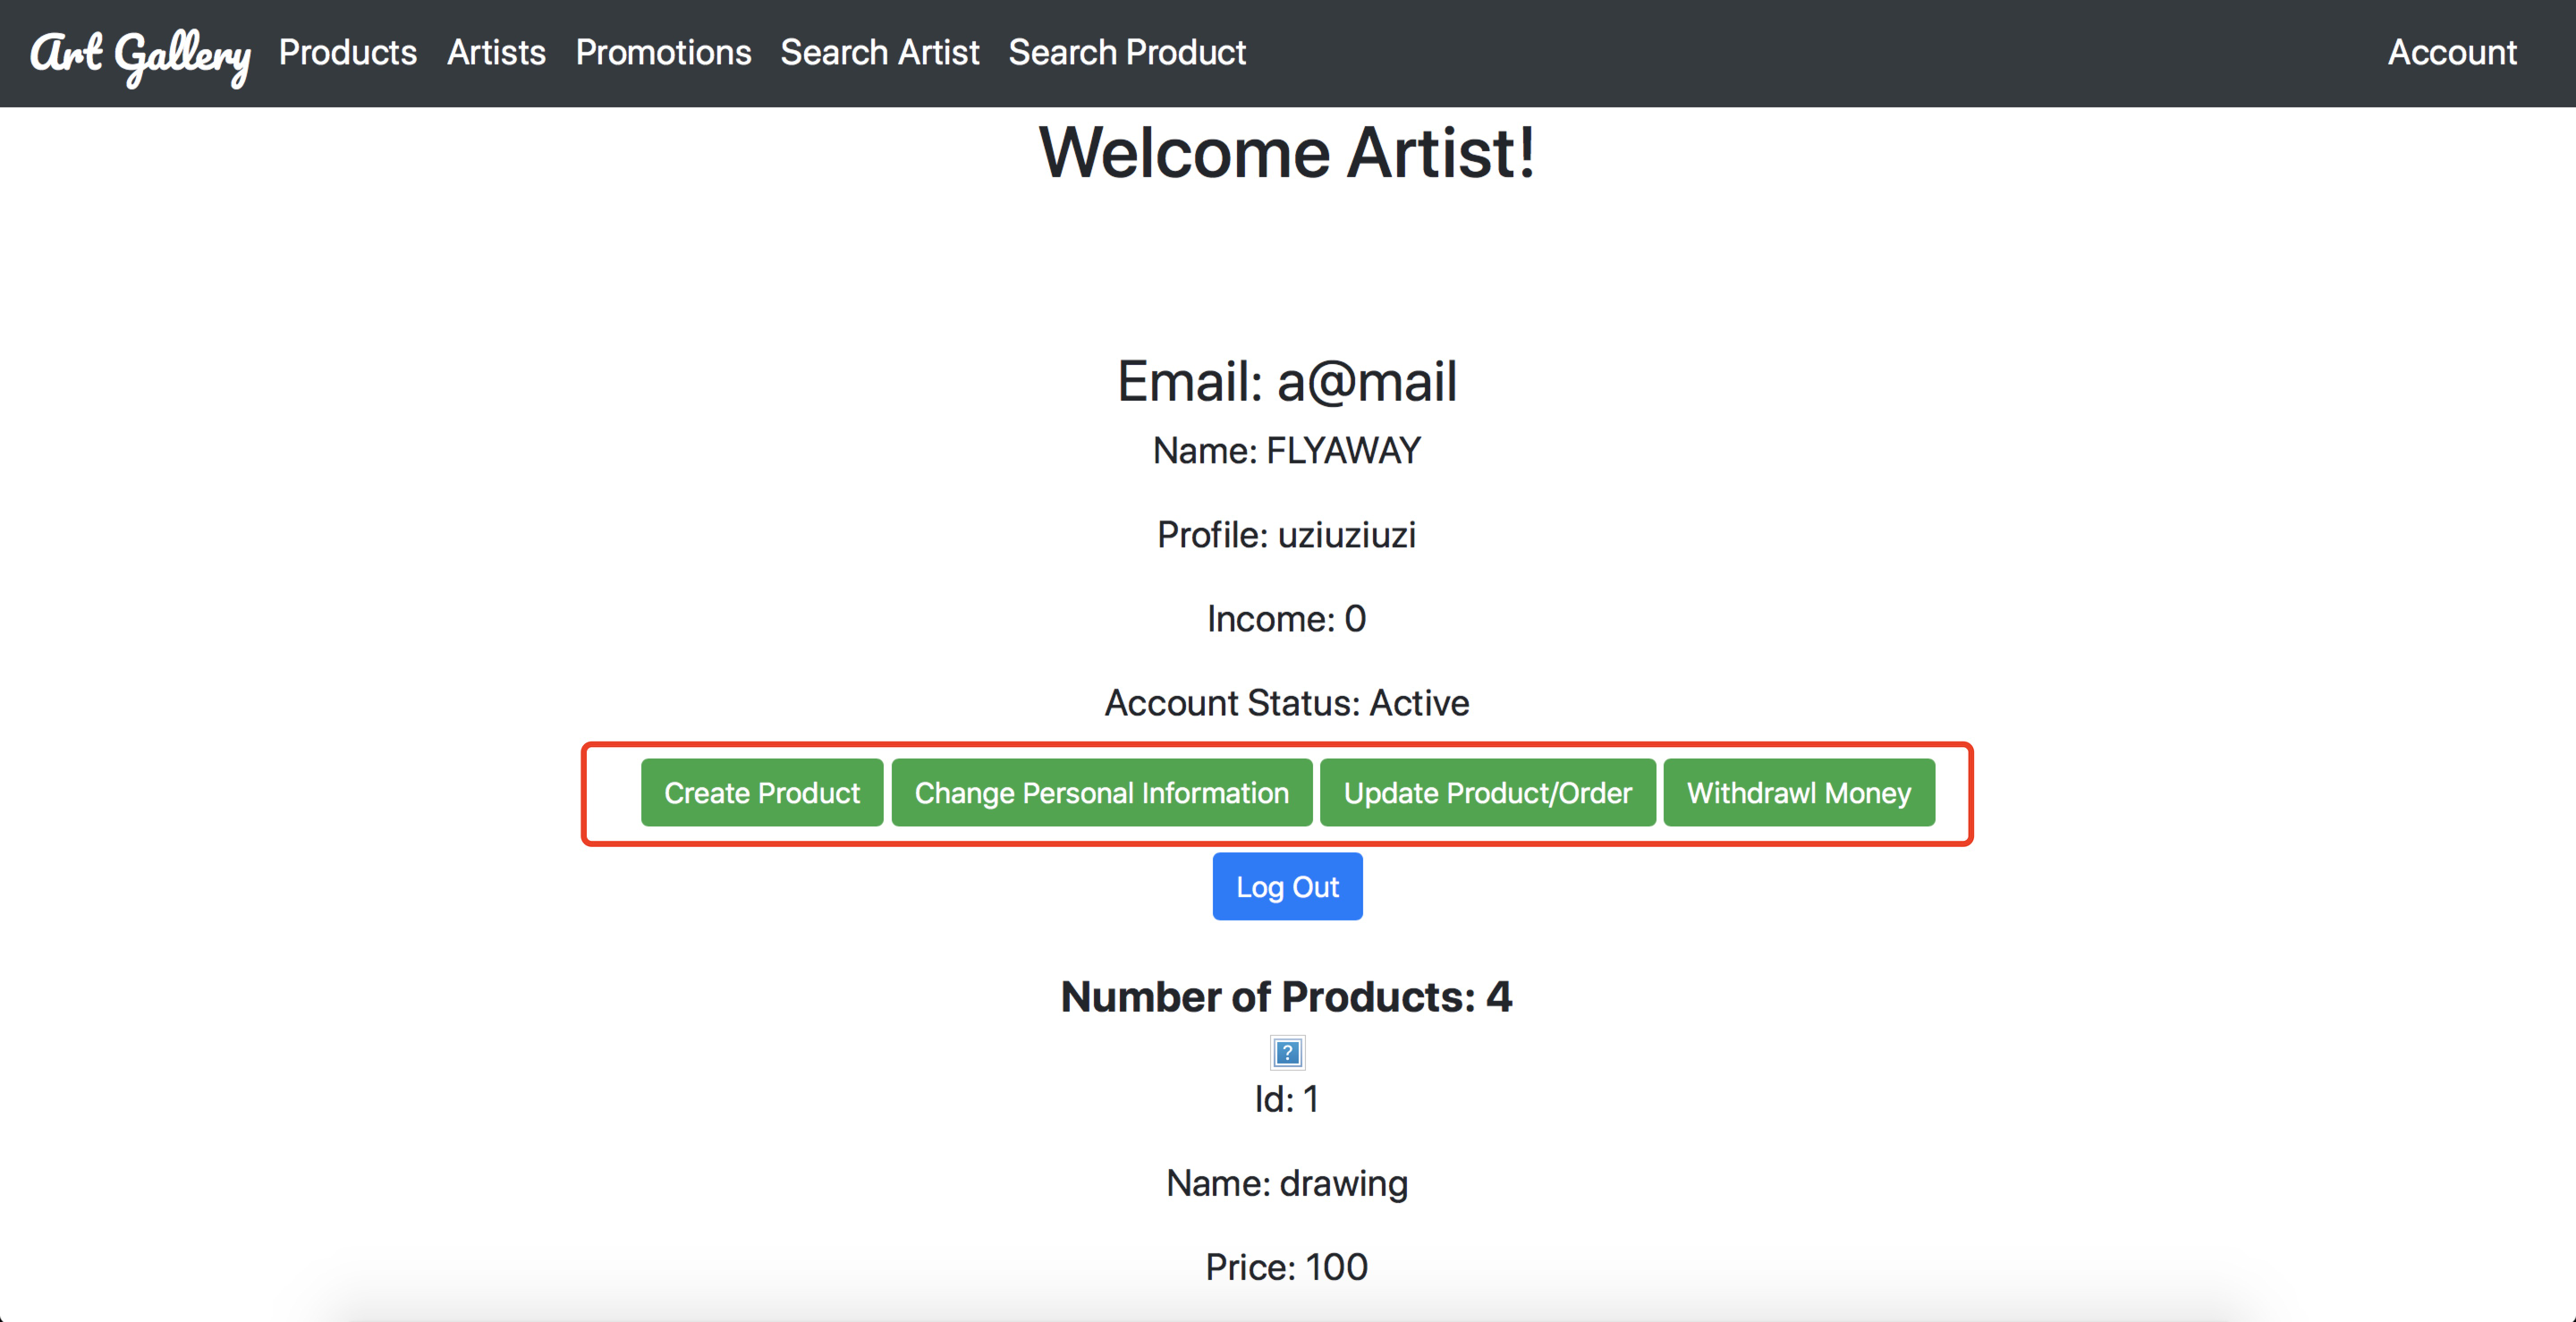 Art Gallery Products Artists Promotions Search Artist Search Product Account
Welcome Artist!
Email: a@mail
Name: FLYAWAY
Profile: uziuziuzi
Income: 0
Account Status: Active
Create Product Change Personal Information Update Product/Order Withdrawl Money
Log Out
Number of Products: 4
?
Id: 1
Name: drawing
Price: 100